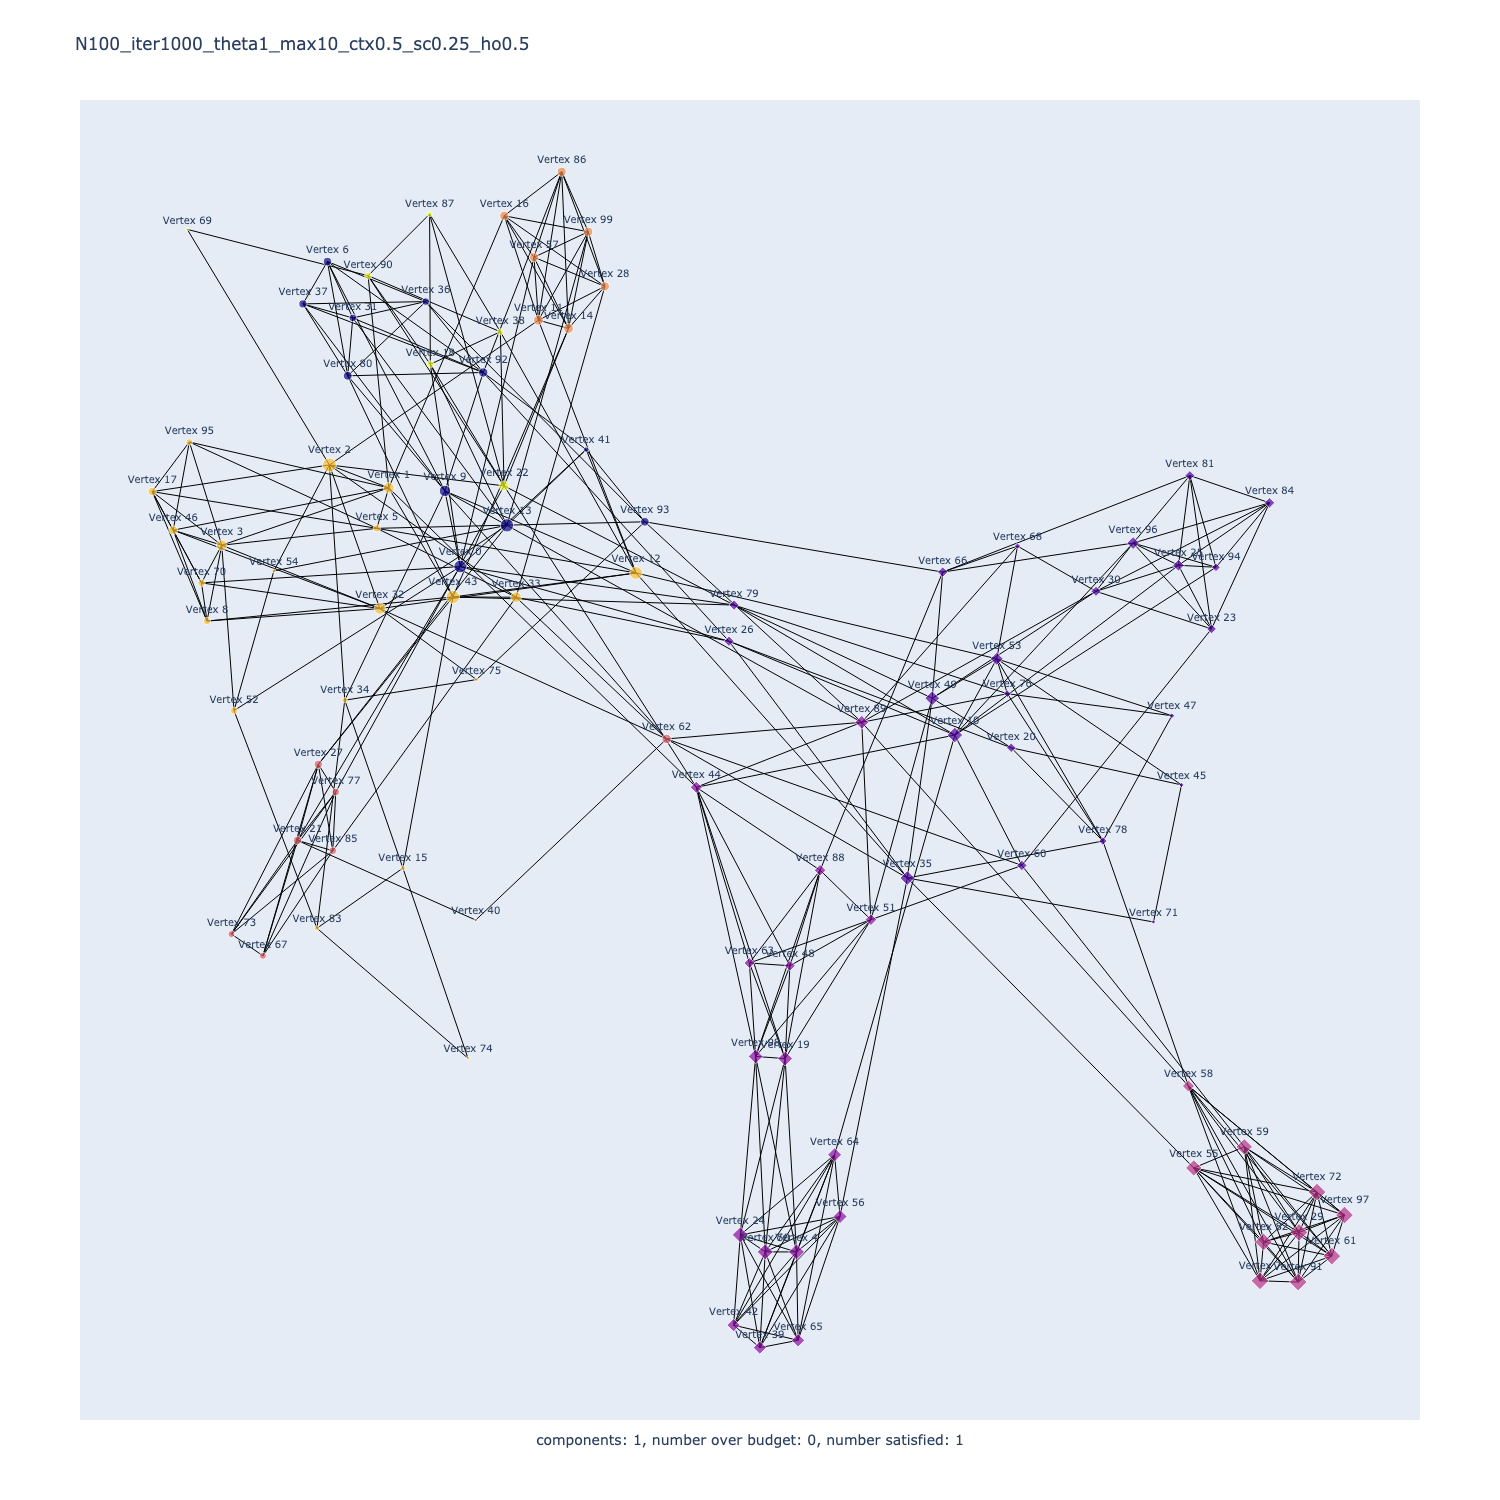 N100_iter1000_theta1_max10_ctx0.5_sc0.25_ho0.5
Vertex 86
Vertex 87
Vertex 16
Vertex 69
Vertex 99
Vertex 57
Vertex 6
Vertex 90
Vertex 28
Vertex 37
Vertex 36
Vertex 31
Vertex 14
Vertex 38
Vertex 92
Vertex 80
Vertex 95
Vertex 41
Vertex 2
Vertex 81
Vertex 1
Vertex 9
Vertex 22
Vertex 17
Vertex 84
Vertex 46
Vertex 5
Vertex 13
Vertex 93
Vertex 3
Vertex 68
Vertex 96
Vertex 54
Vertex 12
Vertex 66
Vertex 94
Vertex 70
Vertex 43
Vertex 33
Vertex 30
Vertex 32
Vertex 79
Vertex 8
Vertex 23
Vertex 26
Vertex 53
Vertex 75
Vertex 34
Vertex 49
Vertex 76
Vertex 52
Vertex 47
Vertex 89
Vertex 62
Vertex 10
Vertex 20
Vertex 27
Vertex 44
Vertex 77
Vertex 45
Vertex 21
Vertex 85
Vertex 78
Vertex 15
Vertex 88
Vertex 35
Vertex 60
Vertex 40
Vertex 51
Vertex 71
Vertex 73
Vertex 83
Vertex 67
Vertex 63
Vertex 48
Vertex 74
Vertex 19
Vertex 58
Vertex 64
Vertex 59
Vertex 55
Vertex 72
Vertex 56
Vertex 97
Vertex 24
Vertex 29
Vertex 4
Vertex 61
Vertex 91
Vertex 42
Vertex 39
Vertex 65
components: 1, number over budget: 0, number satisfied: 1